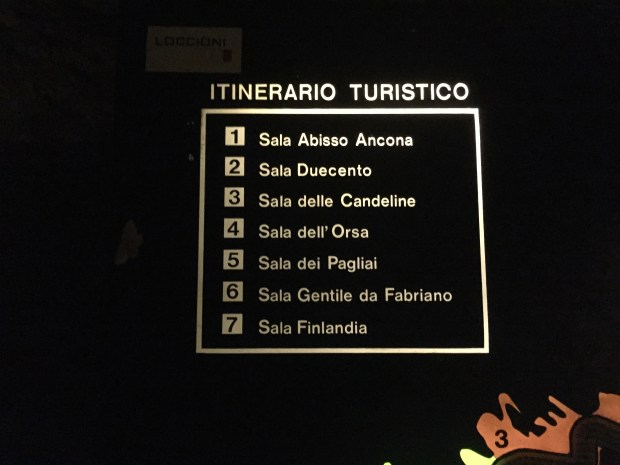 LOCCIONI
ITINERARIO TURISTICO
1 Sala Abisso Ancona
2 Sala Duecento
3 Sala delle Candeline
4 Sala dell'Orsa
5 Sala dei Pagliai
6 Sala Gentile da Fabriano
7 Sala Finlandia
3